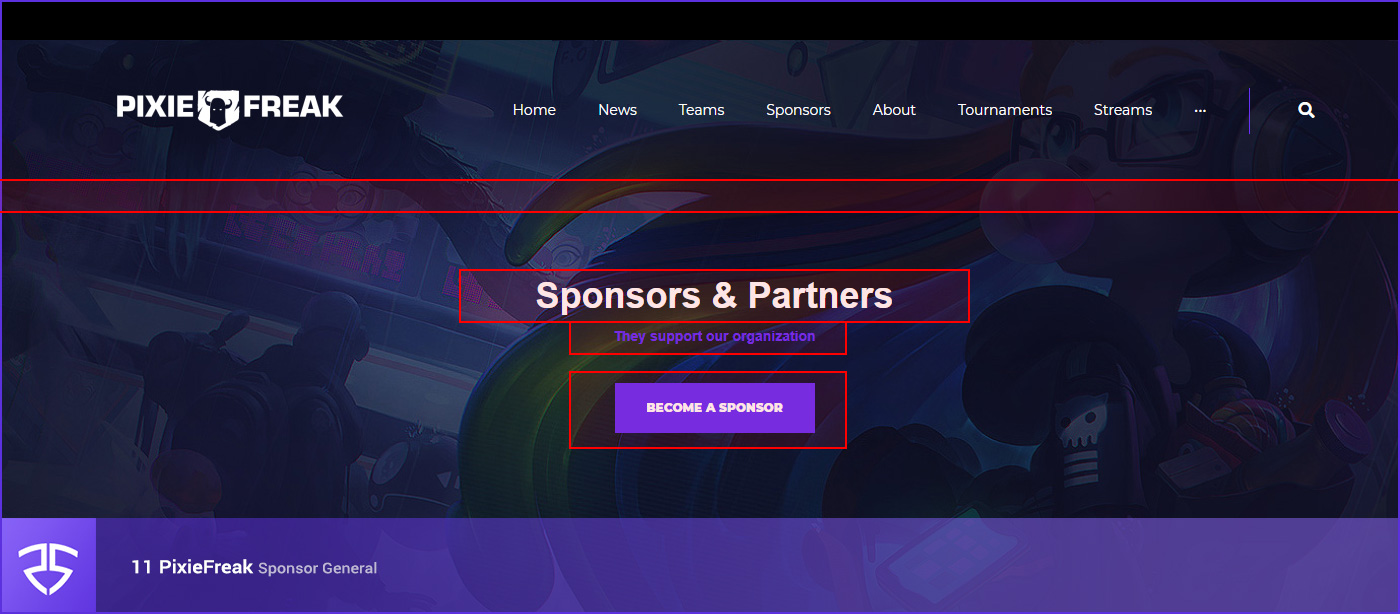 PIXIE FREAK
Home News Teams Sponsors About Tournaments Streams ...
Sponsors & Partners
They support our organization
BECOME A SPONSOR
11 PixieFreak Sponsor General